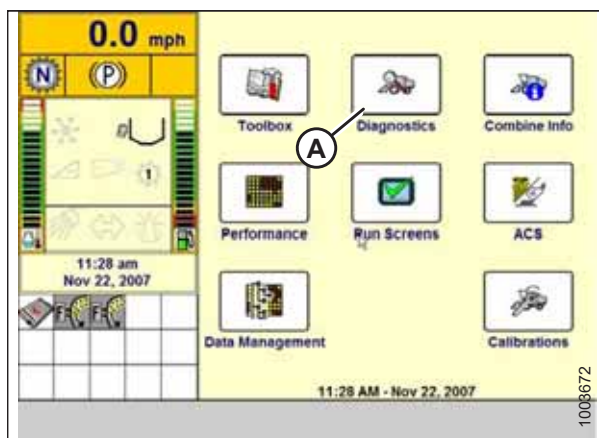 0.0 mph
N (P)
Toolbox
Diagnostics
Combine Info
A
1
Performance
Run Screens
ACS
11:28 am
Nov 22, 2007
Data Management
Calibrations
11:28 AM - Nov 22, 2007
1003672